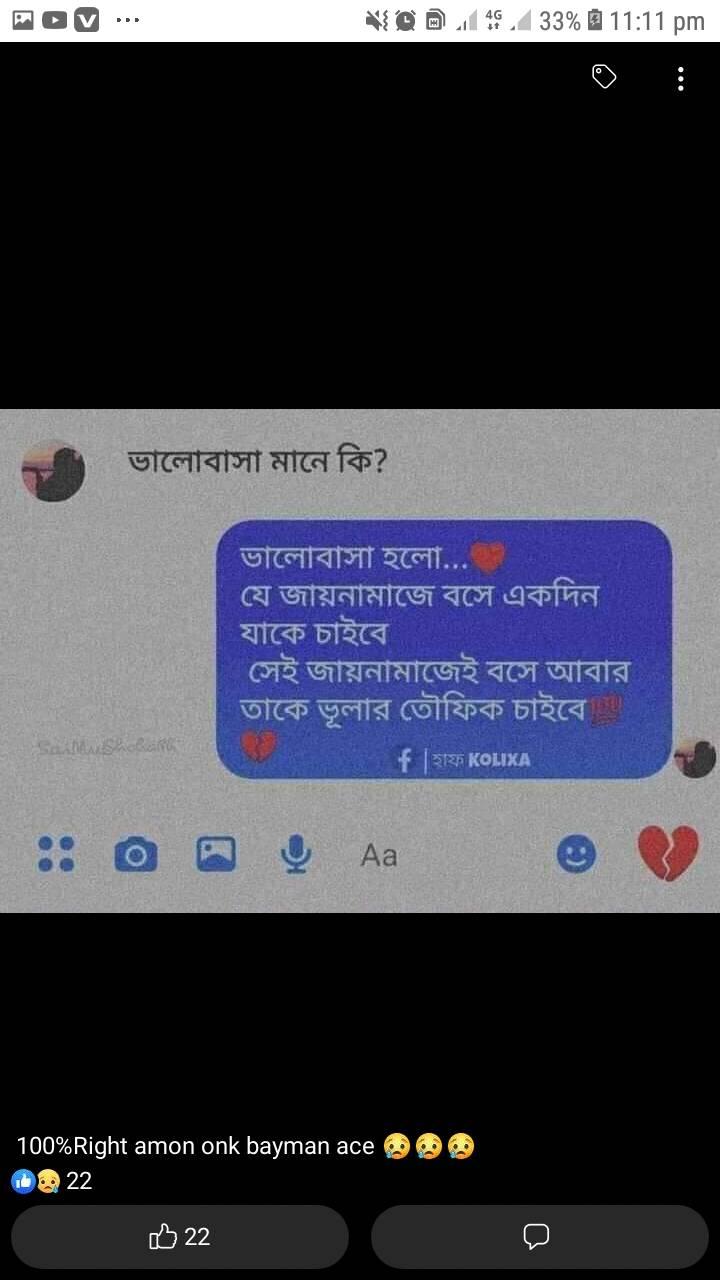 33% 11:11 pm
4G
ভালোবাসা মানে কি?
ভালোবাসা হলো...❤️
যে জায়নামাজে বসে একদিন
যাকে চাইবে
সেই জায়নামাজেই বসে আবার
তাকে ভূলার তৌফিক চাইবে💯
💔
হাফ KOLIXA
Aa
100%Right amon onk bayman ace 😢😢😢
22
22